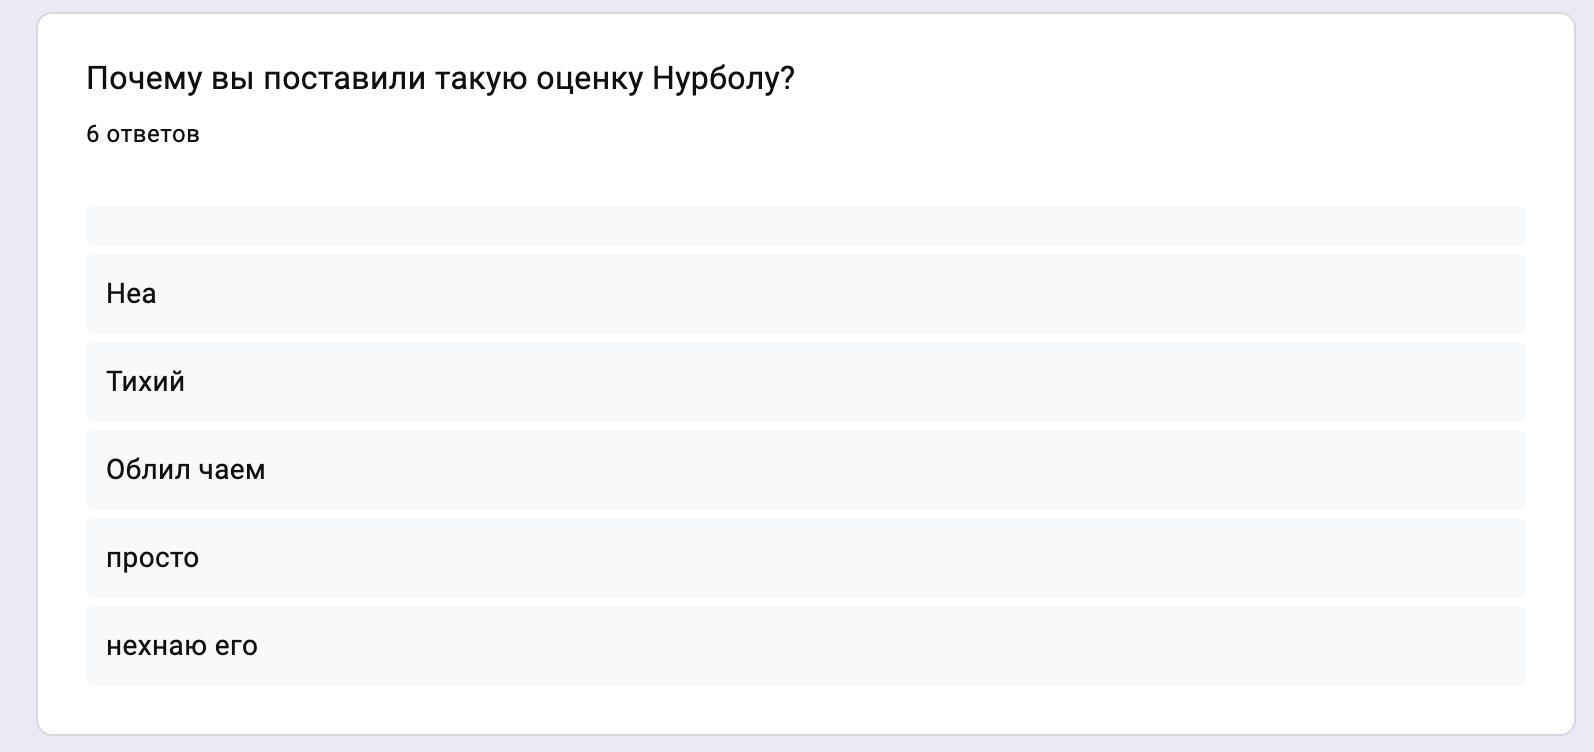 Почему вы поставили такую оценку Нурболу?
6 ответов
Неа
Тихий
Облил чаем
просто
нехнаю его